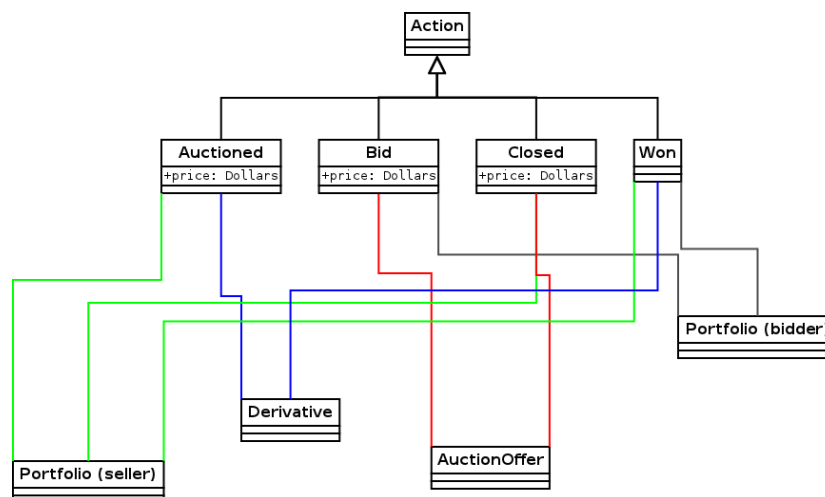 Action
Auctioned
+price: Dollars
Bid
+price: Dollars
Closed
+price: Dollars
Won
Portfolio (bidder)
Derivative
AuctionOffer
Portfolio (seller)